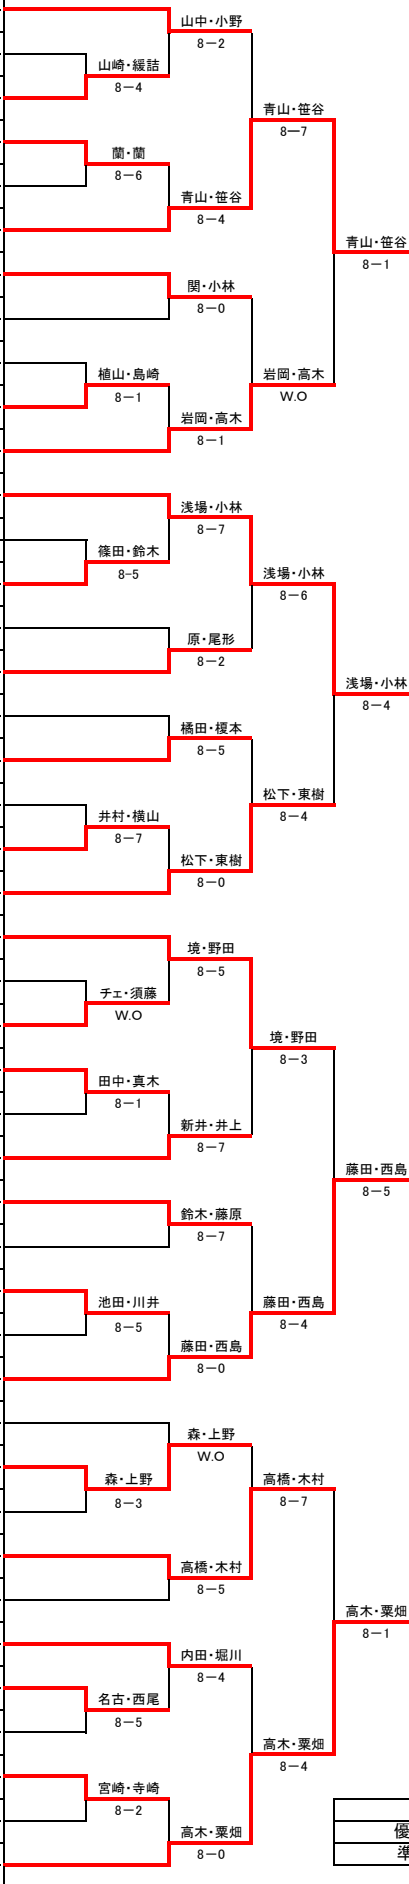 山中・小野
8－2
山崎・緩詰
8－4
青山・笹谷
8－7
蘭・蘭
8－6
青山・笹谷
8－4
青山・笹谷
8－1
関・小林
8－0
植山・島崎
8－1
岩岡・高木
W.O
岩岡・高木
8－1
浅場・小林
8－7
篠田・鈴木
8-5
浅場・小林
8－6
原・尾形
8－2
浅場・小林
8－4
橘田・榎本
8－5
松下・東樹
8－4
井村・横山
8－7
松下・東樹
8－0
境・野田
8－5
チェ・須藤
W.O
境・野田
8－3
田中・真木
8－1
新井・井上
8－7
藤田・西島
8－5
鈴木・藤原
8－7
池田・川井
8－5
藤田・西島
8－4
藤田・西島
8－0
森・上野
W.O
森・上野
8－3
高橋・木村
8－7
高橋・木村
8－5
高木・粟畑
8－1
内田・堀川
8－4
名古・西尾
8－5
高木・粟畑
8－4
宮崎・寺崎
8－2
高木・粟畑
8－0
優
準